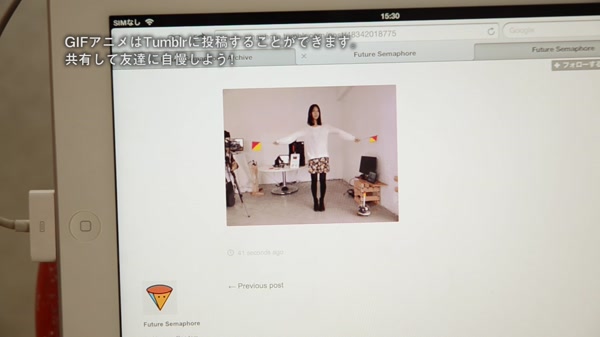 SIMなし
15:30
GIFアニメはTumblrに投稿することができます。
共有して友達に自慢しよう!
8342018775
Google
chive
Future Semaphore
Future Semaphore
フォローする
41 seconds ago
← Previous post
Future Semaphore